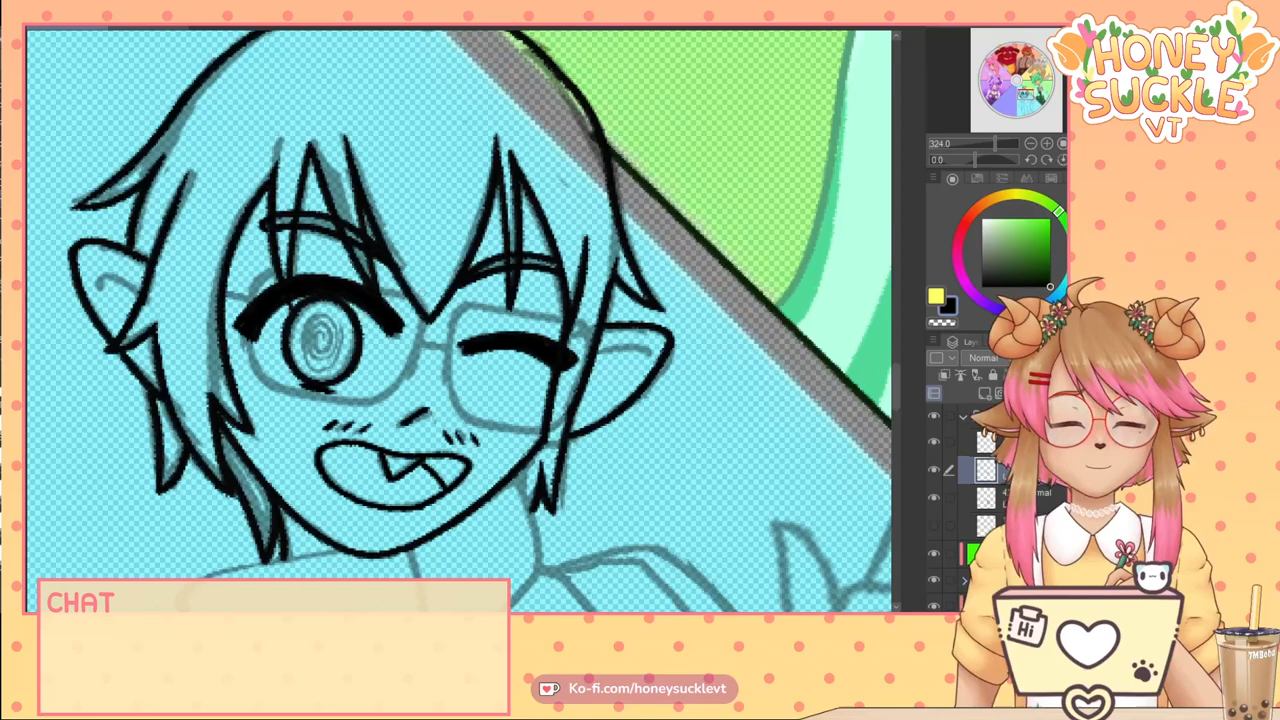 HONEY
SUCKLE
VT
324.0
0.0
Normal
CHAT
Hi
Ko-fi.com/honeysucklevt